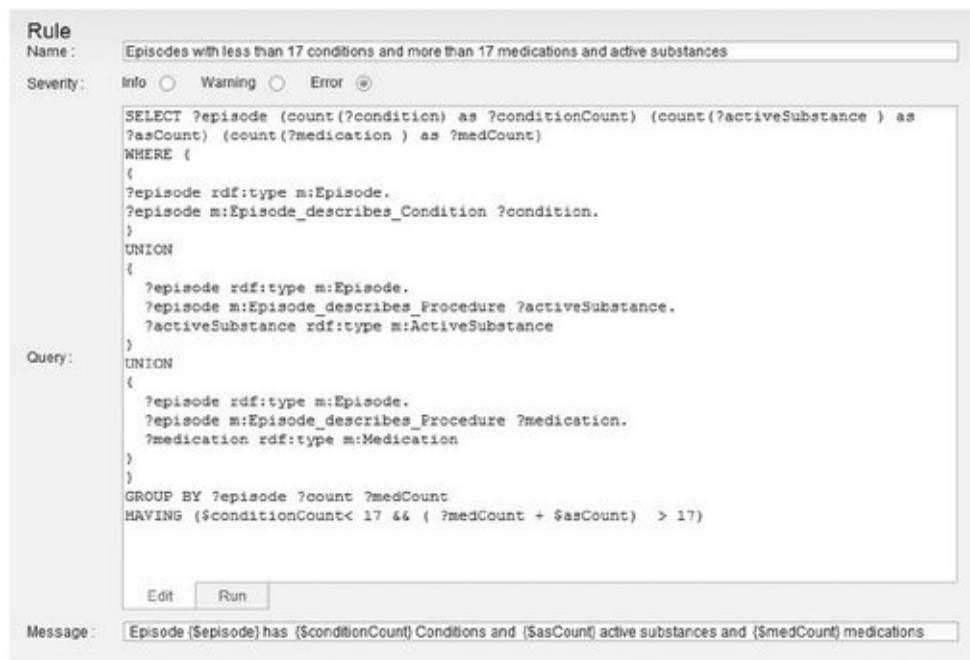 Rule
Name : Episodes with less than 17 conditions and more than 17 medications and active substances
Severity : Info Warning Error
SELECT ?episode (count(?condition) as ?conditionCount) (count(?activeSubstance ) as
?asCount) (count(?medication ) as ?medCount)
WHERE {
{
?episode rdf:type m:Episode.
?episode m:Episode_describes_Condition ?condition.
}
UNION
{
?episode rdf:type m:Episode.
?episode m:Episode_describes_Procedure ?activeSubstance.
?activeSubstance rdf:type m:ActiveSubstance
}
Query :
UNION
{
?episode rdf:type m:Episode.
?episode m:Episode_describes_Procedure ?medication.
?medication rdf:type m:Medication
}
}
GROUP BY ?episode ?count ?medCount
HAVING ($conditionCount< 17 && ( ?medCount + $asCount) > 17)
Edit Run
Message : Episode {$episode} has {$conditionCount} Conditions and {$asCount} active substances and {$medCount} medications